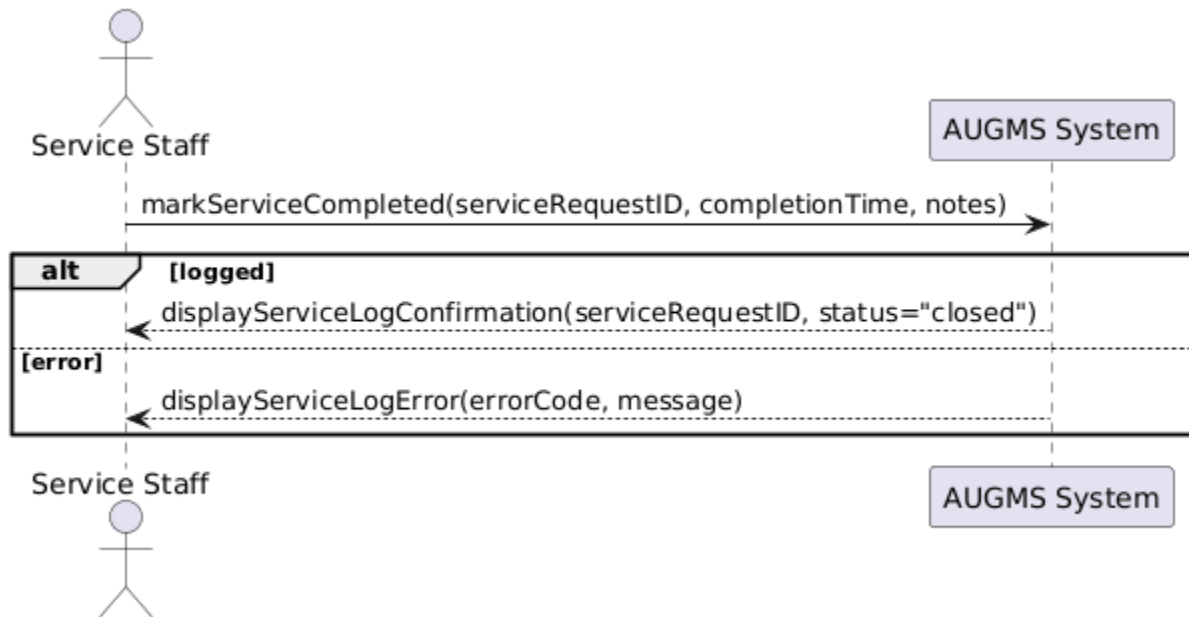 Service Staff
AUGMS System
markServiceCompleted(serviceRequestID, completionTime, notes)
alt [logged]
displayServiceLogConfirmation(serviceRequestID, status="closed")
[error]
displayServiceLogError(errorCode, message)
Service Staff
AUGMS System